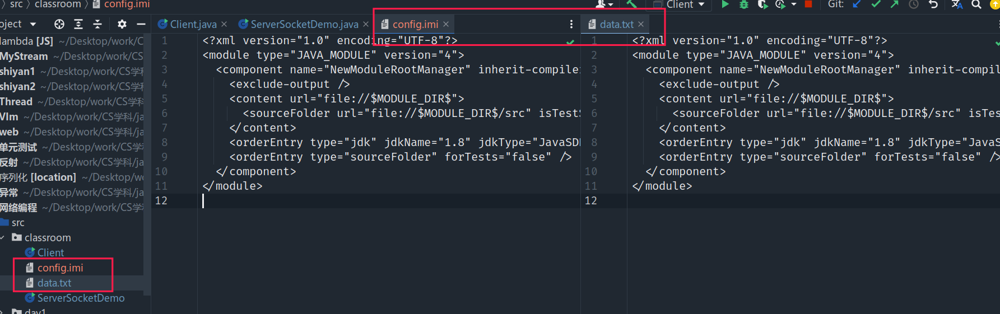 src 〉 classroom 〉 config.imi
Client
Git:
oject
Client.java
ServerSocketDemo.java
config.imi
data.txt
lambda [JS] ~/Desktop/work/C
MyStream ~/Desktop/work/CS
shiyan1 ~/Desktop/work/CS学科
shiyan2 ~/Desktop/work/CS学科
Thread ~/Desktop/work/CS学科
VIm ~/Desktop/work/CS学科/ja
web ~/Desktop/work/CS学科/ja
单元测试 ~/Desktop/work/CS学科
反射 ~/Desktop/work/CS学科/ja
序列化 [location] ~/Desktop/wo
异常 ~/Desktop/work/CS学科/ja
网络编程 ~/Desktop/work/CS学科
src
classroom
Client
config.imi
data.txt
ServerSocketDemo
day1
1 <?xml version="1.0" encoding="UTF-8"?>
2 <module type="JAVA_MODULE" version="4">
3 <component name="NewModuleRootManager" inherit-compiler
4 <exclude-output />
5 <content url="file://$MODULE_DIR$">
6 <sourceFolder url="file://$MODULE_DIR$/src" isTestS
7 </content>
8 <orderEntry type="jdk" jdkName="1.8" jdkType="JavaSDK
9 <orderEntry type="sourceFolder" forTests="false" />
10 </component>
11 </module>
12
1 <?xml version="1.0" encoding="UTF-8"?>
2 <module type="JAVA_MODULE" version="4">
3 <component name="NewModuleRootManager" inherit-compil
4 <exclude-output />
5 <content url="file://$MODULE_DIR$">
6 <sourceFolder url="file://$MODULE_DIR$/src" isTes
7 </content>
8 <orderEntry type="jdk" jdkName="1.8" jdkType="JavaS
9 <orderEntry type="sourceFolder" forTests="false" />
10 </component>
11 </module>
12